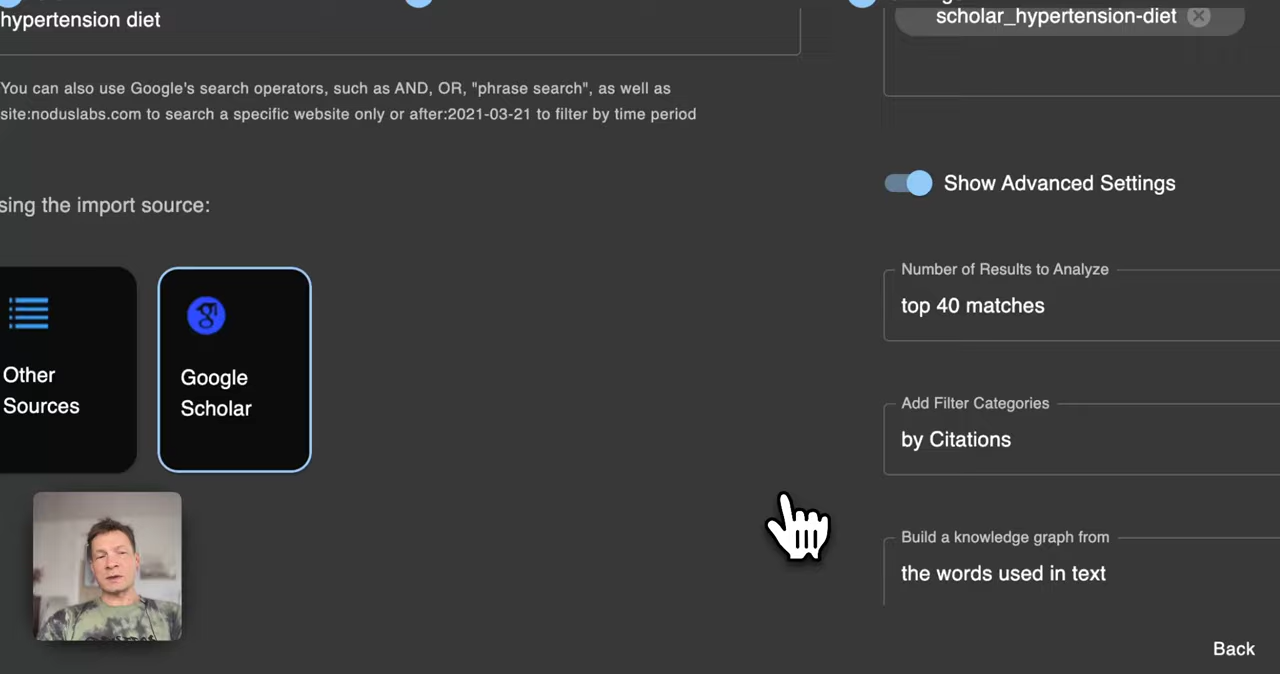 hypertension diet
You can also use Google's search operators, such as AND, OR, "phrase search", as well as
site:noduslabs.com to search a specific website only or after:2021-03-21 to filter by time period
sing the import source:
Other
Sources
Google
Scholar
scholar_hypertension-diet
Show Advanced Settings
Number of Results to Analyze
top 40 matches
Add Filter Categories
by Citations
Build a knowledge graph from
the words used in text
Back